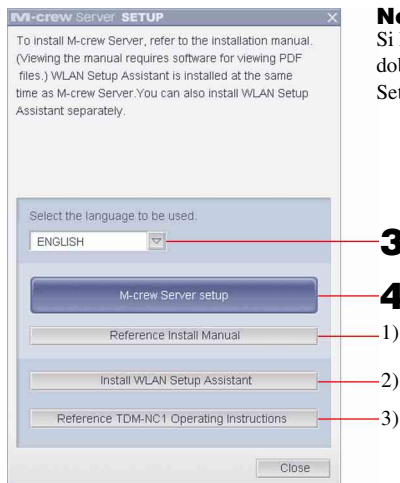 M-crew Server SETUP
To install M-crew Server, refer to the installation manual.
(Viewing the manual requires software for viewing PDF
files.) WLAN Setup Assistant is installed at the same
time as M-crew Server.You can also install WLAN Setup
Assistant separately.
Select the language to be used.
ENGLISH
3
M-crew Server setup
4
Reference Install Manual
1)
Install WLAN Setup Assistant
2)
Reference TDM-NC1 Operating Instructions
3)
Close
Si